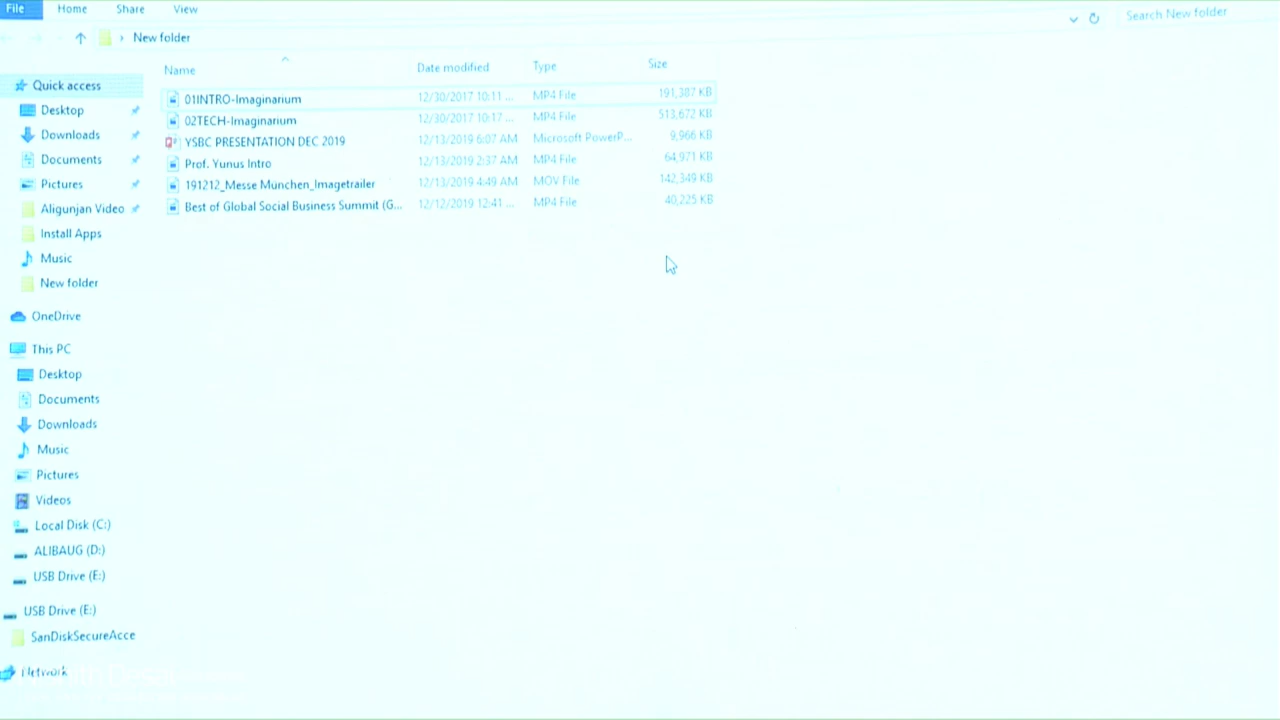 File Home Share View
Search New folder
New folder
Name Date modified Type Size
01INTRO-Imaginarium 12/30/2017 10:11 ... MP4 File 191,387 KB
02TECH-Imaginarium 12/30/2017 10:17 ... MP4 File 513,672 KB
YSBC PRESENTATION DEC 2019 12/13/2019 6:07 AM Microsoft PowerP... 9,966 KB
Prof. Yunus Intro 12/13/2019 2:37 AM MP4 File 64,971 KB
191212_Messe München_Imagetrailer 12/13/2019 4:49 AM MOV File 142,349 KB
Best of Global Social Business Summit (G... 12/12/2019 12:41 ... MP4 File 40,225 KB
Quick access
Desktop
Downloads
Documents
Pictures
Aligunjan Video
Install Apps
Music
New folder
OneDrive
This PC
Desktop
Documents
Downloads
Music
Pictures
Videos
Local Disk (C:)
ALIBAUG (D:)
USB Drive (E:)
USB Drive (E:)
SanDiskSecureAcce
Network
Desai